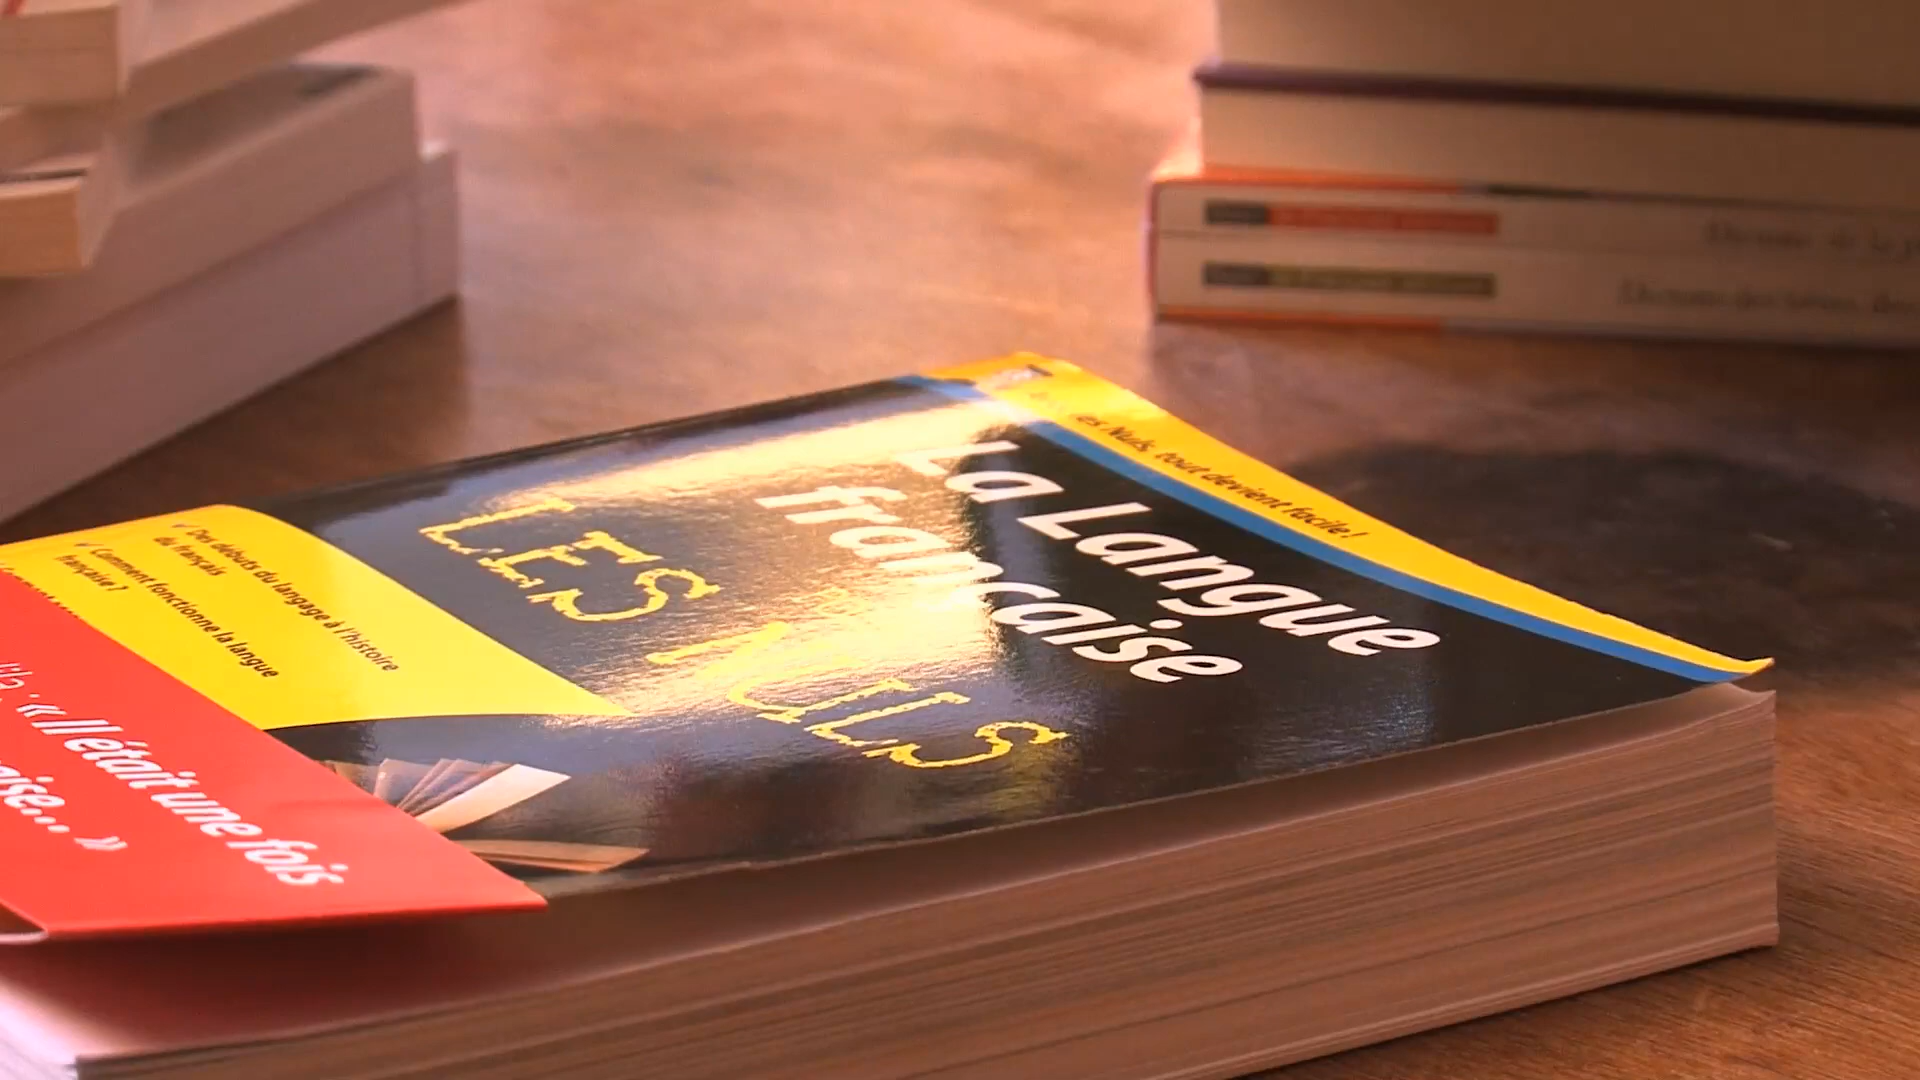 es Nuls, tout devient facile !
La Langue
française
LES NULS
✓ Des débuts du langage à l'histoire
du français
✓ Comment fonctionne la langue
française ?
« Il était une fois
... »